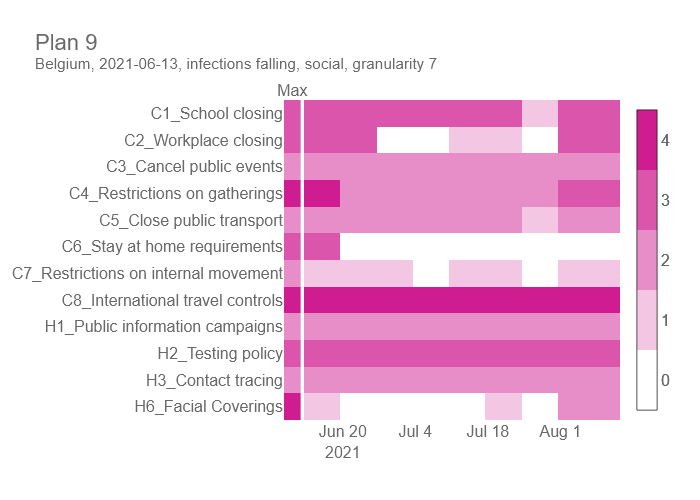 Plan 9
Belgium, 2021-06-13, infections falling, social, granularity 7
Max
C1_School closing
C2_Workplace closing
C3_Cancel public events
C4_Restrictions on gatherings
C5_Close public transport
C6_Stay at home requirements
C7_Restrictions on internal movement
C8_International travel controls
H1_Public information campaigns
H2_Testing policy
H3_Contact tracing
H6_Facial Coverings
4
3
2
1
0
Jun 20 Jul 4 Jul 18 Aug 1
2021